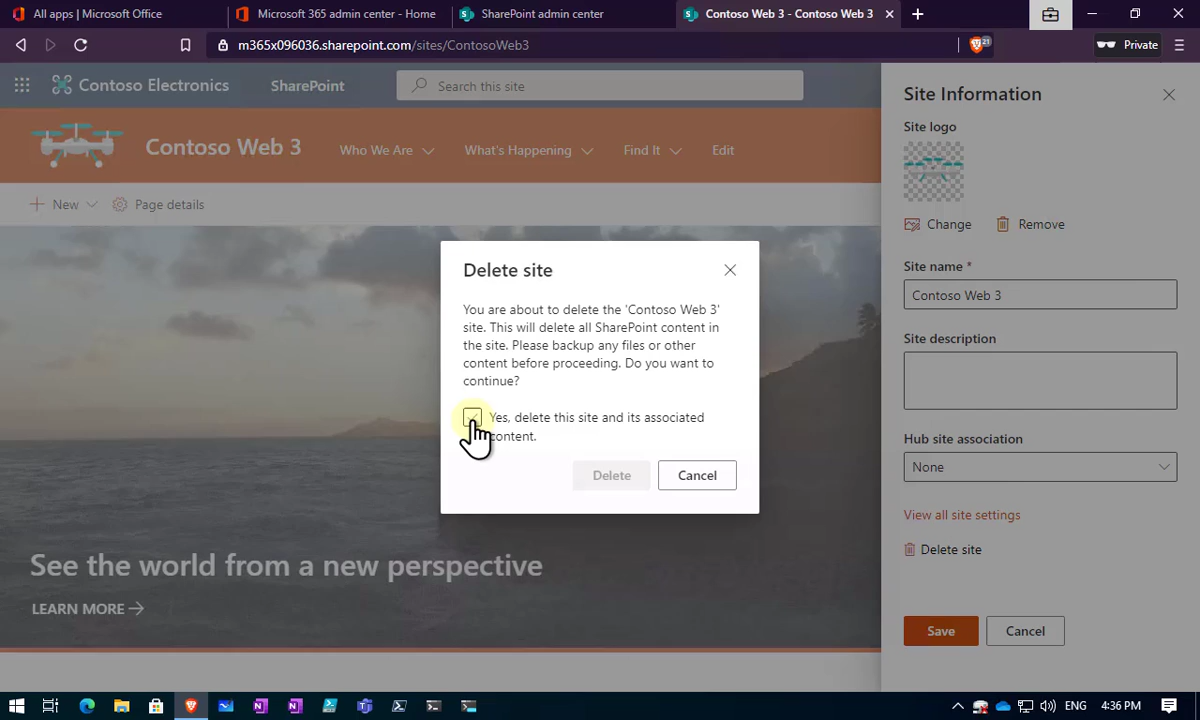 All apps | Microsoft Office
Microsoft 365 admin center - Home
SharePoint admin center
Contoso Web 3 - Contoso Web 3
m365x096036.sharepoint.com/sites/ContosoWeb3
21
Private
Contoso Electronics
SharePoint
Search this site
Contoso Web 3
Who We Are
What's Happening
Find It
Edit
New
Page details
See the world from a new perspective
LEARN MORE
Delete site
You are about to delete the 'Contoso Web 3'
site. This will delete all SharePoint content in
the site. Please backup any files or other
content before proceeding. Do you want to
continue?
Yes, delete this site and its associated
content.
Delete
Cancel
Site Information
Site logo
Change
Remove
Site name *
Contoso Web 3
Site description
Hub site association
None
View all site settings
Delete site
Save
Cancel
ENG
4:36 PM